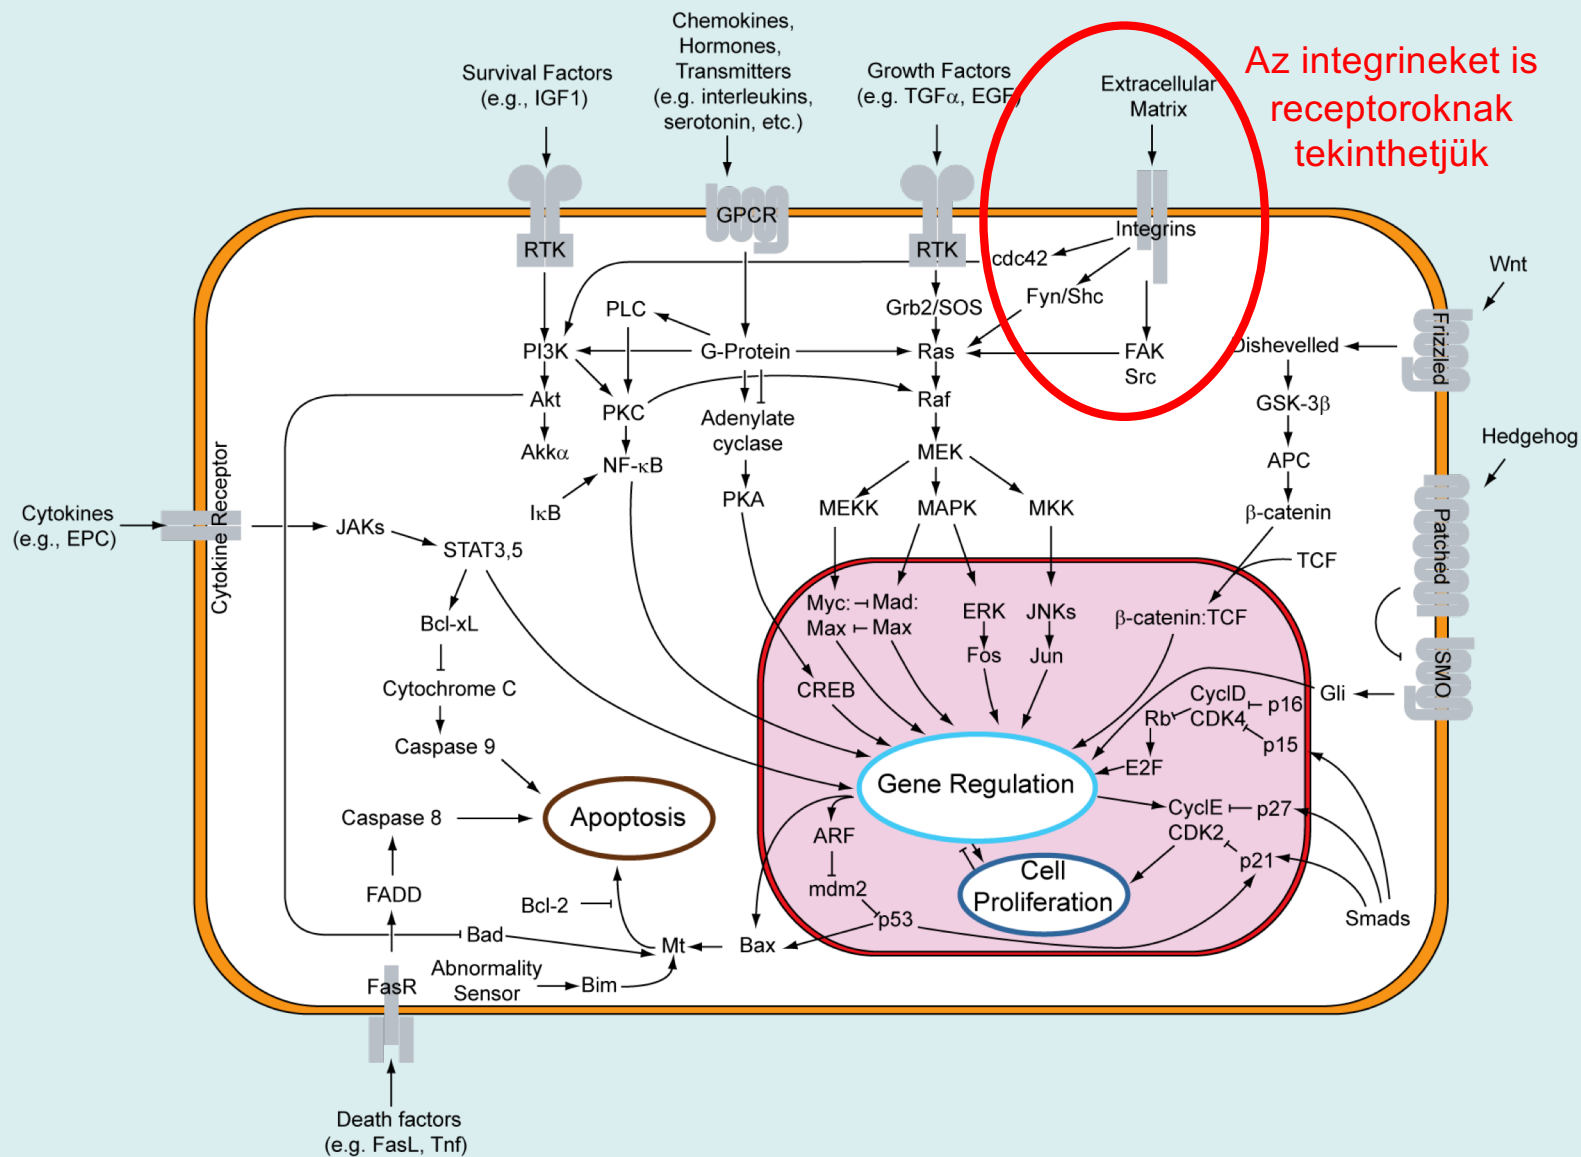 Chemokines,
Hormones,
Transmitters
(e.g. interleukins,
serotonin, etc.)
Survival Factors
(e.g., IGF1)
Growth Factors
(e.g. TGFα, EGF)
Extracellular
Matrix
Az integrineket is
receptoroknak
tekinthetjük
RTK
GPCR
RTK
Integrins
cdc42
Fyn/Shc
Grb2/SOS
Wnt
Frizzled
PLC
PI3K
G-Protein
Ras
FAK
Src
Dishevelled
Akt
PKC
Adenylate
cyclase
Raf
GSK-3β
Hedgehog
Akkα
NF-κB
MEK
APC
PKA
IκB
MEKK
MAPK
MKK
β-catenin
Patched
Cytokines
(e.g., EPC)
Cytokine Receptor
JAKs
STAT3,5
TCF
Bcl-xL
Myc:
Mad:
Max
Max
ERK
JNKs
β-catenin:TCF
Fos
Jun
SMO
Cytochrome C
CREB
CyclD
CDK4
p16
Gli
Rb
p15
Caspase 9
E2F
Gene Regulation
Caspase 8
Apoptosis
CyclE
CDK2
p27
ARF
p21
FADD
mdm2
Cell
Proliferation
Bcl-2
p53
Smads
Bad
Mt
Bax
Abnormality
Sensor
Bim
FasR
Death factors
(e.g. FasL, Tnf)